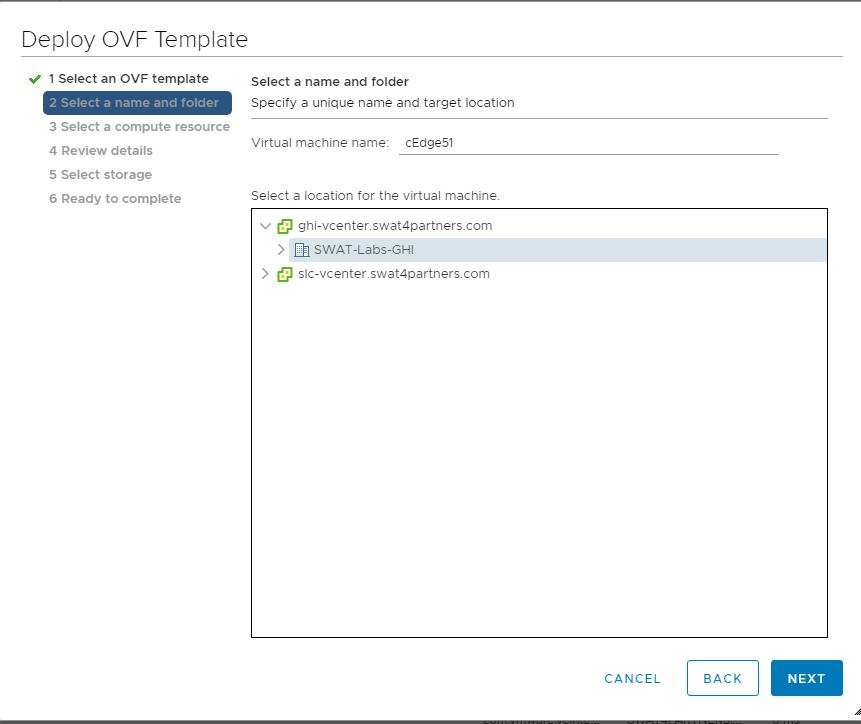 Deploy OVF Template
1 Select an OVF template
2 Select a name and folder
3 Select a compute resource
4 Review details
5 Select storage
6 Ready to complete
Select a name and folder
Specify a unique name and target location
Virtual machine name: cEdge51
Select a location for the virtual machine.
ghi-vcenter.swat4partners.com
SWAT-Labs-GHI
slc-vcenter.swat4partners.com
CANCEL BACK NEXT